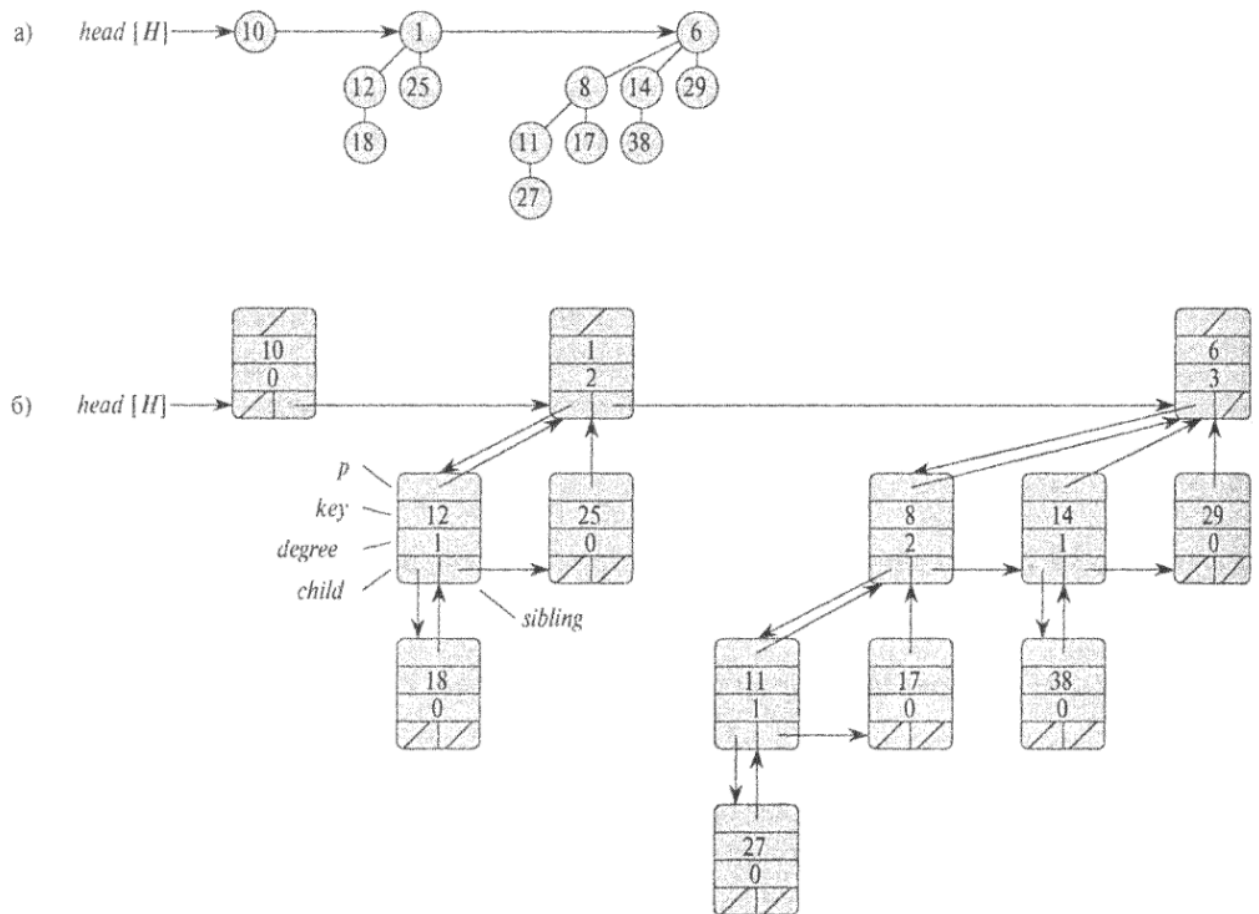 а) head [H] 10 1 6
12 25 8 14 29
18 11 17 38
27
10 1 6
0 2 3
б) head [H]
p
key 12 25 8 14 29
degree 1 0 2 1 0
child
sibling
18 11 17 38
0 1 0 0
27
0